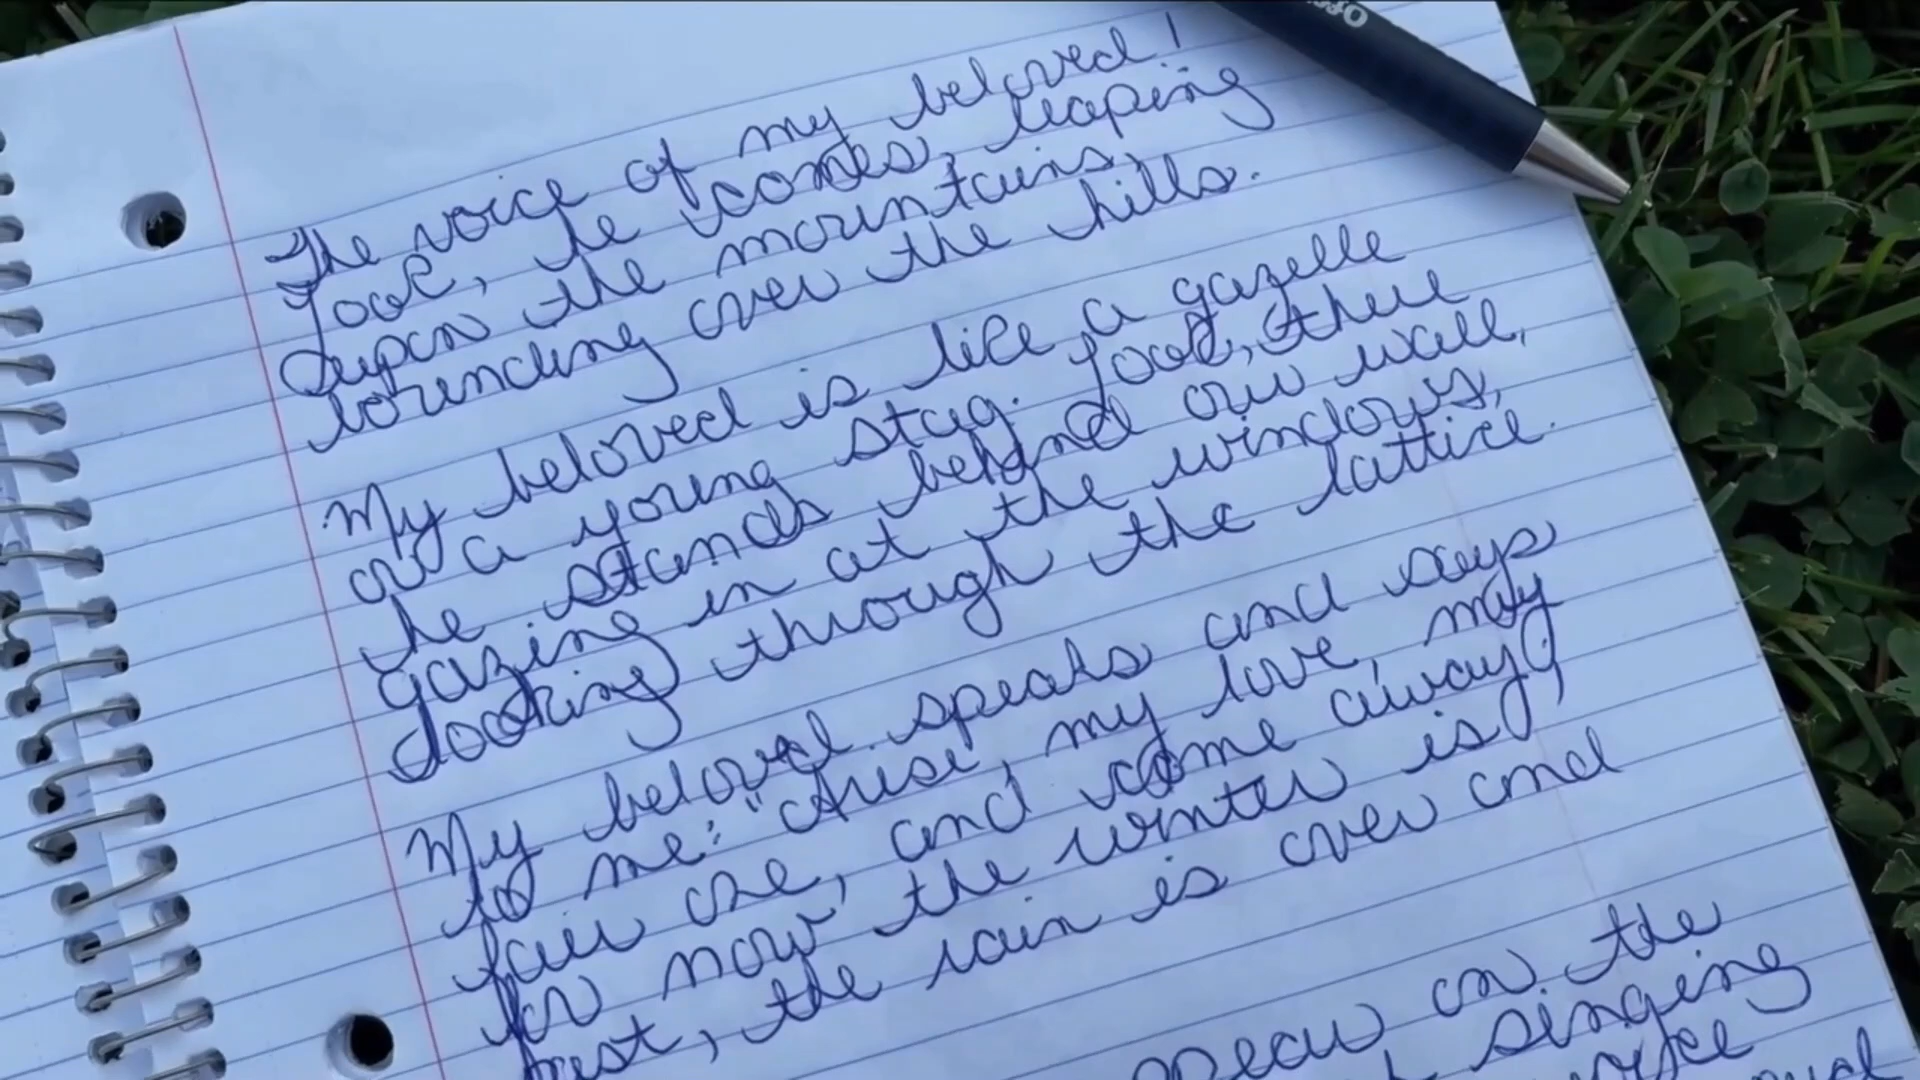 The voice of my beloved!
Look, he comes, leaping
upon the mountains,
bounding over the hills.
My beloved is like a gazelle
or a young stag. Look, there
he stands behind our wall,
gazing in at the windows,
looking through the lattice.
My beloved speaks and says
to me: "Arise, my love, my
fair one, and come away;
for now the winter is
past, the rain is over and
on the
singing